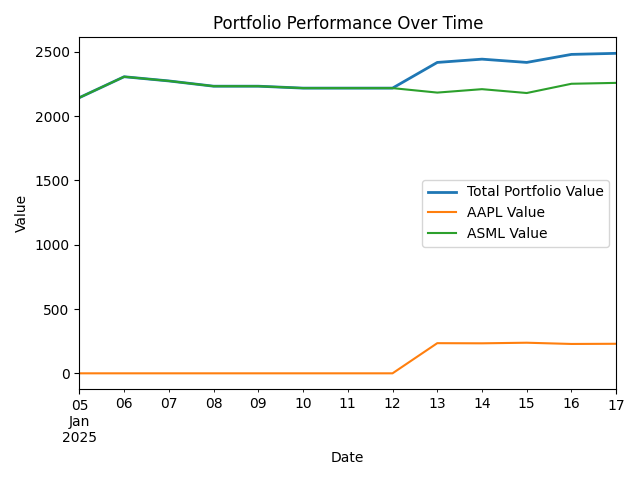 Portfolio Performance Over Time
2500
2000
1500
1000
500
0
Value
Total Portfolio Value
AAPL Value
ASML Value
05 06 07 08 09 10 11 12 13 14 15 16 17
Jan
2025
Date